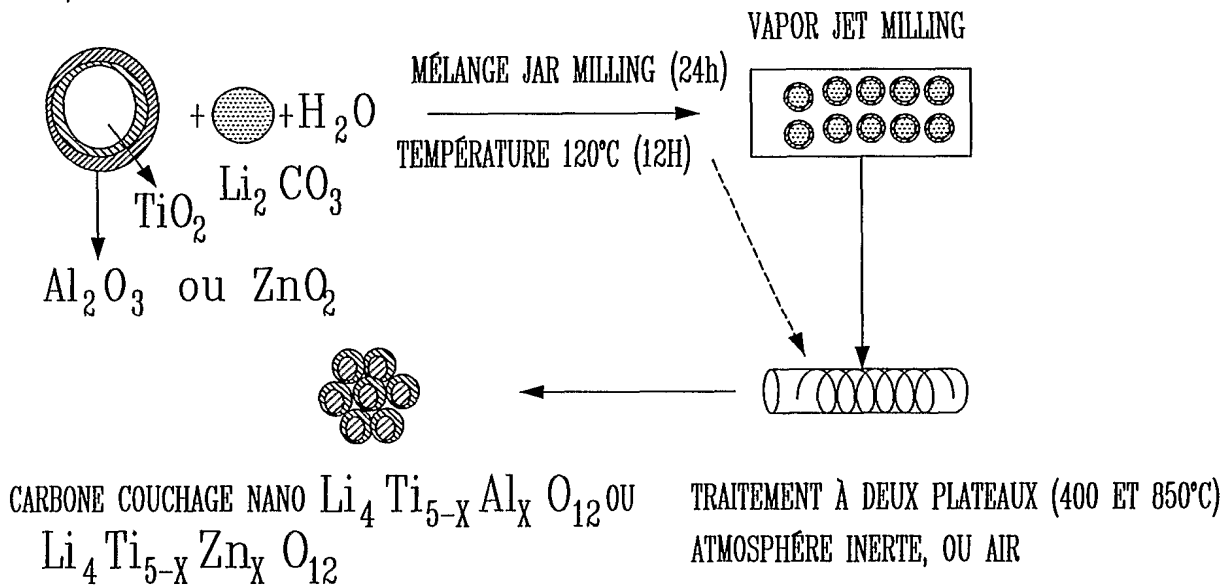 VAPOR JET MILLING
MÉLANGE JAR MILLING (24h)
+ + H₂O
TEMPÉRATURE 120°C (12H)
Li₂ CO₃
TiO₂
Al₂O₃ ou ZnO₂
CARBONE COUCHAGE NANO Li₄ Ti₅₋ₓ Alₓ O₁₂ OU
Li₄ Ti₅₋ₓ Znₓ O₁₂
TRAITEMENT À DEUX PLATEAUX (400 ET 850°C)
ATMOSPHÉRE INERTE, OU AIR